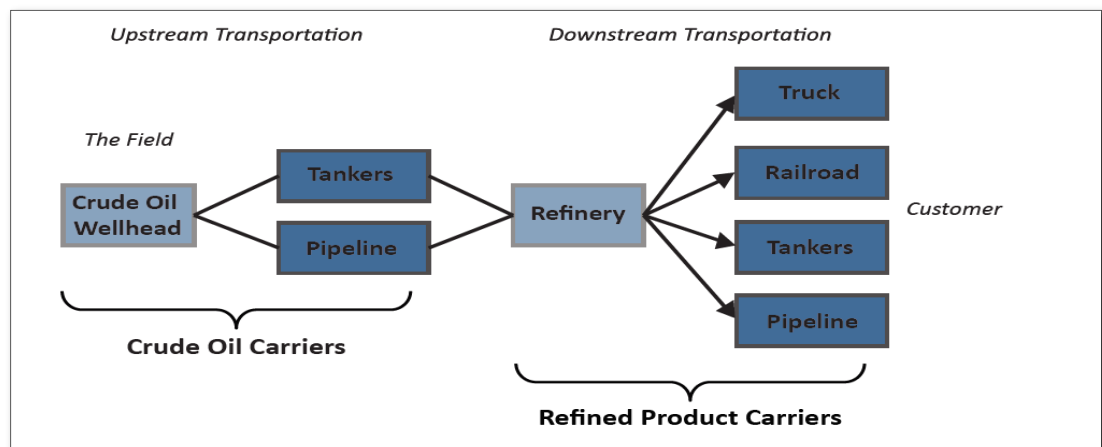 Upstream Transportation
Downstream Transportation
The Field
Crude Oil
Wellhead
Tankers
Pipeline
Refinery
Truck
Railroad
Tankers
Pipeline
Customer
Crude Oil Carriers
Refined Product Carriers